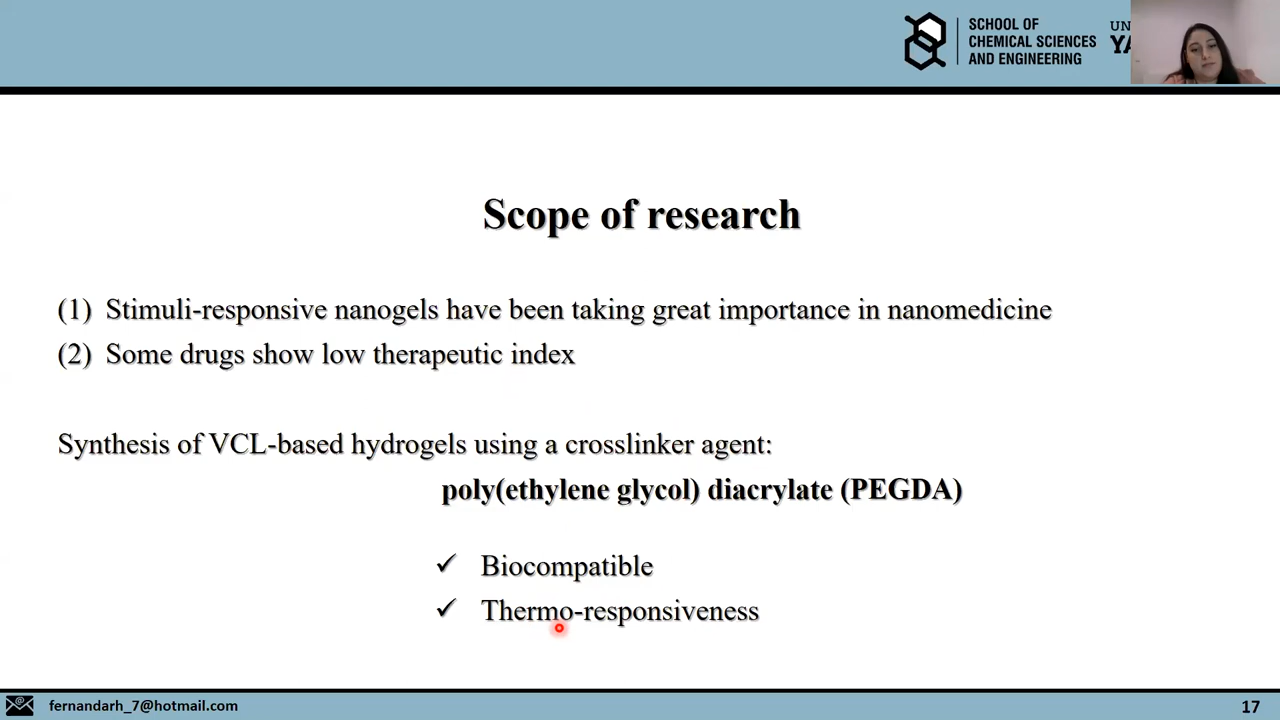 SCHOOL OF
CHEMICAL SCIENCES
AND ENGINEERING
UN
YA
Scope of research
(1) Stimuli-responsive nanogels have been taking great importance in nanomedicine
(2) Some drugs show low therapeutic index
Synthesis of VCL-based hydrogels using a crosslinker agent:
poly(ethylene glycol) diacrylate (PEGDA)
✓ Biocompatible
✓ Thermo-responsiveness
fernandarh_7@hotmail.com
17